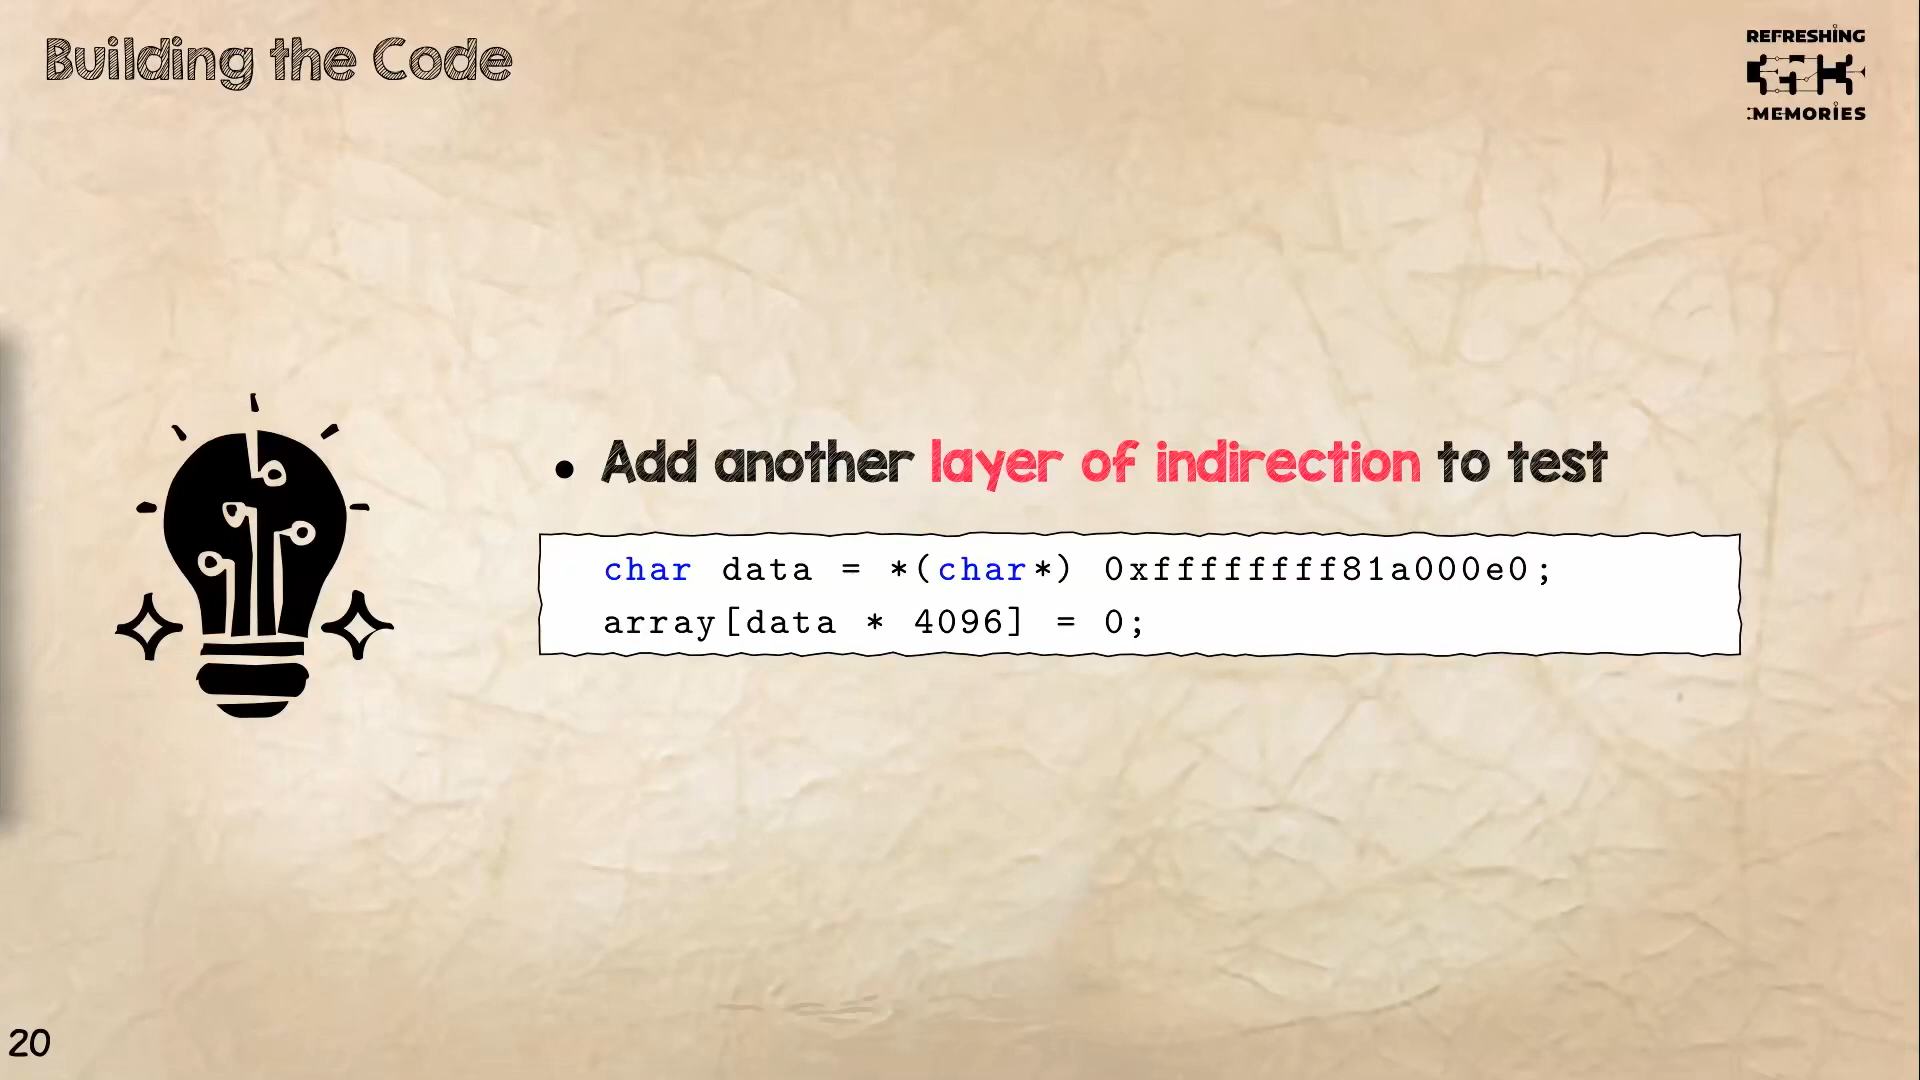 Building the Code
REFRESHING
MEMORIES
• Add another layer of indirection to test
char data = *(char*) 0xffffffff81a000e0;
array[data * 4096] = 0;
20